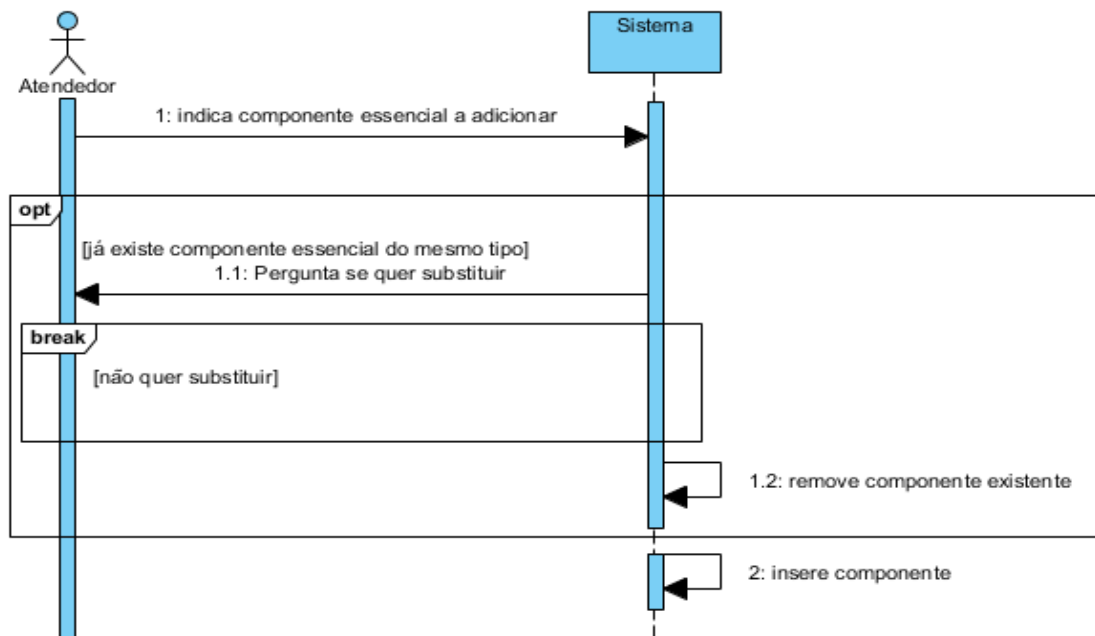 Sistema
Atendedor
1: indica componente essencial a adicionar
opt
[já existe componente essencial do mesmo tipo]
1.1: Pergunta se quer substituir
break
[não quer substituir]
1.2: remove componente existente
2: insere componente